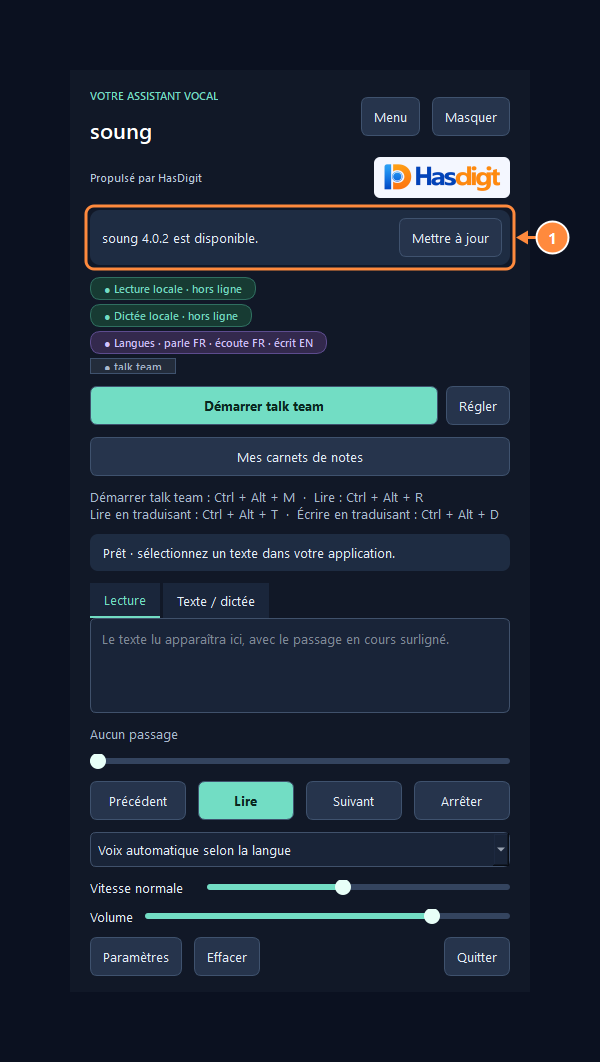 VOTRE ASSISTANT VOCAL
soung
Menu
Masquer
Propulsé par HasDigit
Hasdigit
soung 4.0.2 est disponible.
Mettre à jour
1
● Lecture locale · hors ligne
● Dictée locale · hors ligne
● Langues · parle FR · écoute FR · écrit EN
● talk team
Démarrer talk team
Régler
Mes carnets de notes
Démarrer talk team : Ctrl + Alt + M · Lire : Ctrl + Alt + R
Lire en traduisant : Ctrl + Alt + T · Écrire en traduisant : Ctrl + Alt + D
Prêt · sélectionnez un texte dans votre application.
Lecture
Texte / dictée
Le texte lu apparaîtra ici, avec le passage en cours surligné.
Aucun passage
Précédent
Lire
Suivant
Arrêter
Voix automatique selon la langue
Vitesse normale
Volume
Paramètres
Effacer
Quitter